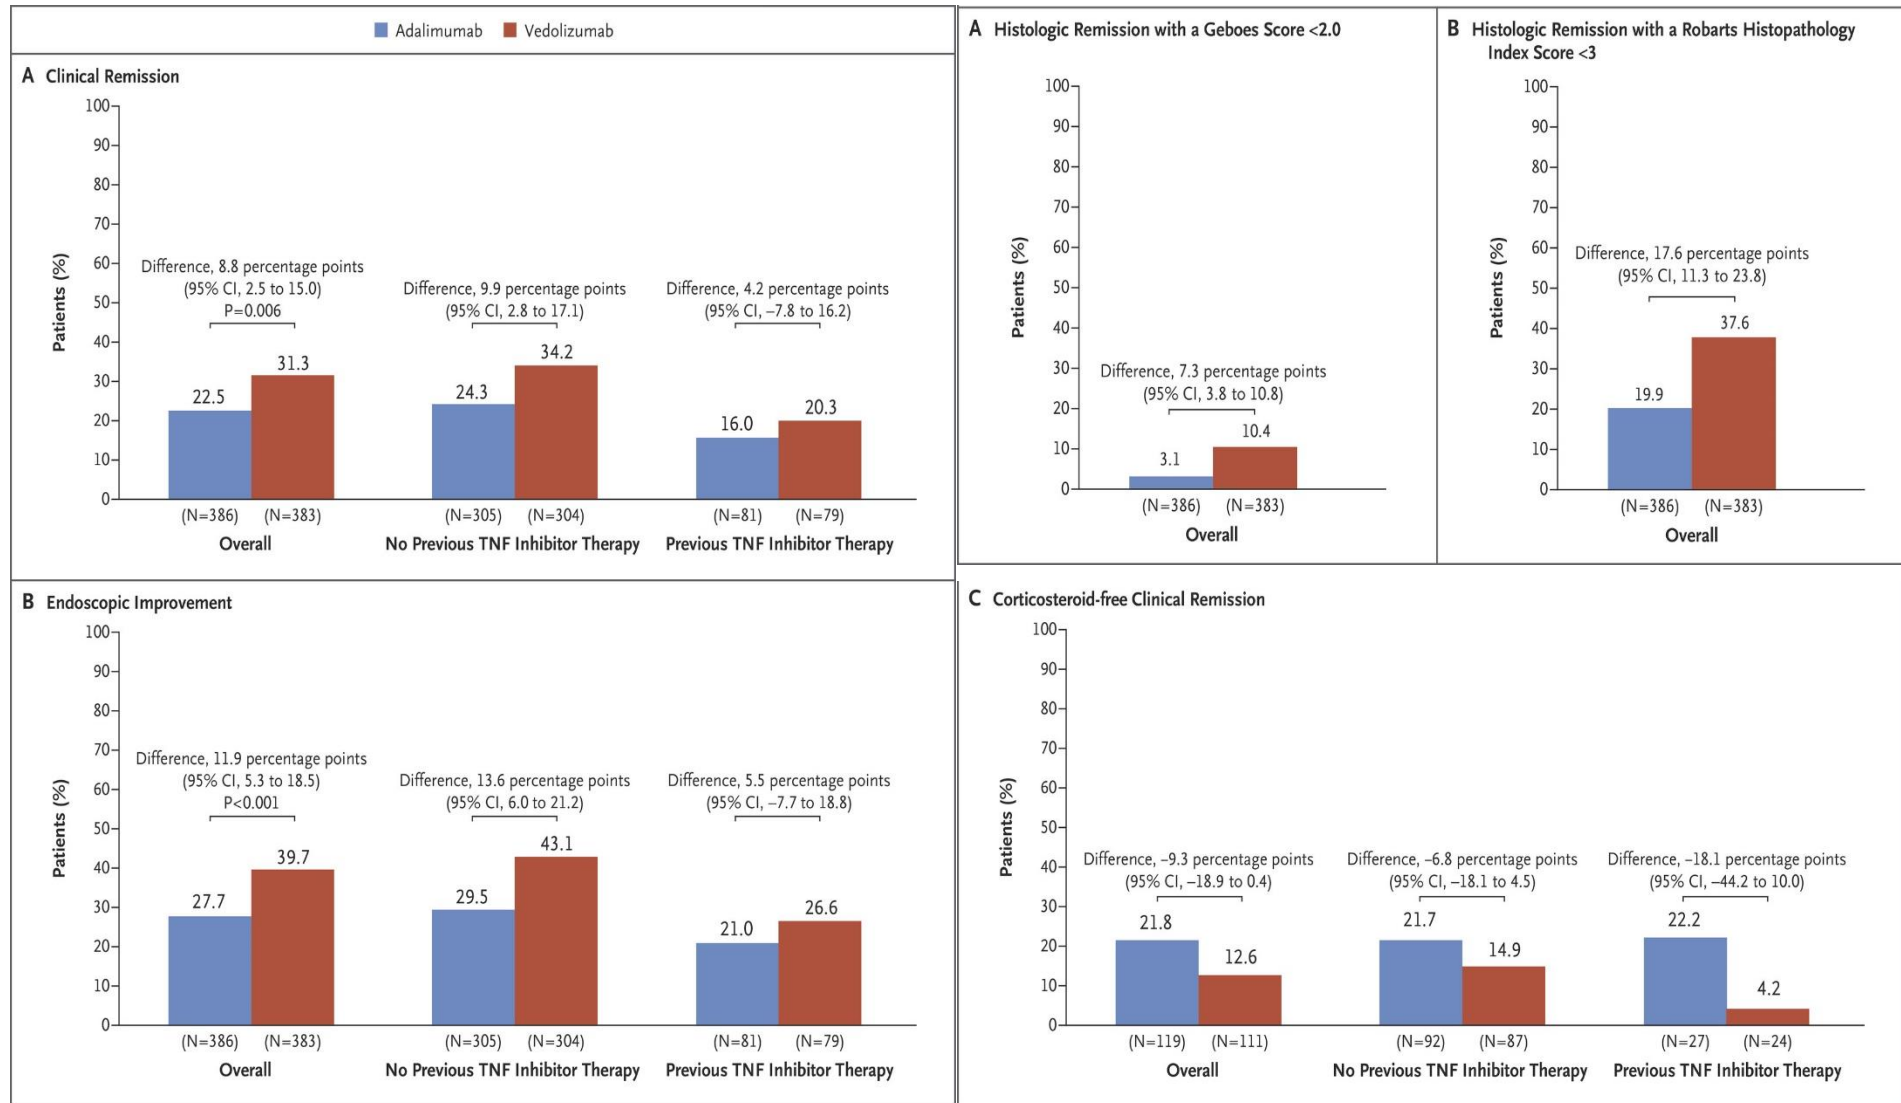 Adalimumab Vedolizumab
A Clinical Remission
100
90
80
70
60
50
40
30
20
10
0
Patients (%)
Difference, 8.8 percentage points
(95% CI, 2.5 to 15.0)
P=0.006
22.5
31.3
(N=386) (N=383)
Overall
Difference, 9.9 percentage points
(95% CI, 2.8 to 17.1)
24.3
34.2
(N=305) (N=304)
No Previous TNF Inhibitor Therapy
Difference, 4.2 percentage points
(95% CI, –7.8 to 16.2)
16.0
20.3
(N=81) (N=79)
Previous TNF Inhibitor Therapy
B Endoscopic Improvement
100
90
80
70
60
50
40
30
20
10
0
Patients (%)
Difference, 11.9 percentage points
(95% CI, 5.3 to 18.5)
P<0.001
27.7
39.7
(N=386) (N=383)
Overall
Difference, 13.6 percentage points
(95% CI, 6.0 to 21.2)
29.5
43.1
(N=305) (N=304)
No Previous TNF Inhibitor Therapy
Difference, 5.5 percentage points
(95% CI, –7.7 to 18.8)
21.0
26.6
(N=81) (N=79)
Previous TNF Inhibitor Therapy
A Histologic Remission with a Geboes Score <2.0
100
90
80
70
60
50
40
30
20
10
0
Patients (%)
Difference, 7.3 percentage points
(95% CI, 3.8 to 10.8)
3.1
10.4
(N=386) (N=383)
Overall
B Histologic Remission with a Robarts Histopathology
Index Score <3
100
90
80
70
60
50
40
30
20
10
0
Patients (%)
Difference, 17.6 percentage points
(95% CI, 11.3 to 23.8)
19.9
37.6
(N=386) (N=383)
Overall
C Corticosteroid-free Clinical Remission
100
90
80
70
60
50
40
30
20
10
0
Patients (%)
Difference, –9.3 percentage points
(95% CI, –18.9 to 0.4)
21.8
12.6
(N=119) (N=111)
Overall
Difference, –6.8 percentage points
(95% CI, –18.1 to 4.5)
21.7
14.9
(N=92) (N=87)
No Previous TNF Inhibitor Therapy
Difference, –18.1 percentage points
(95% CI, –44.2 to 10.0)
22.2
4.2
(N=27) (N=24)
Previous TNF Inhibitor Therapy